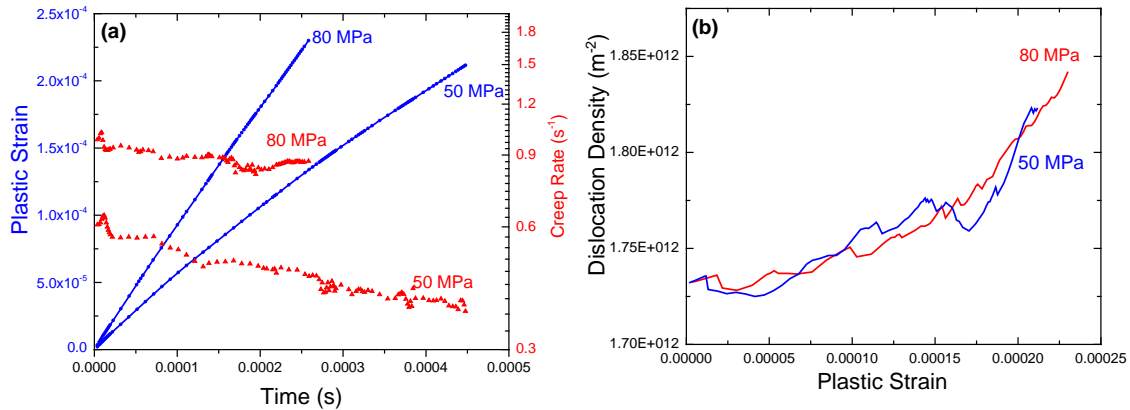 (a)
2.5x10-4
2.0x10-4
1.5x10-4
1.0x10-4
5.0x10-5
0.0
Plastic Strain
80 MPa
50 MPa
80 MPa
50 MPa
1.8
1.5
1.2
0.9
0.6
0.3
Creep Rate (s-1)
0.0000 0.0001 0.0002 0.0003 0.0004 0.0005
Time (s)
(b)
1.85E+012
1.80E+012
1.75E+012
1.70E+012
Dislocation Density (m-2)
80 MPa
50 MPa
0.00000 0.00005 0.00010 0.00015 0.00020 0.00025
Plastic Strain